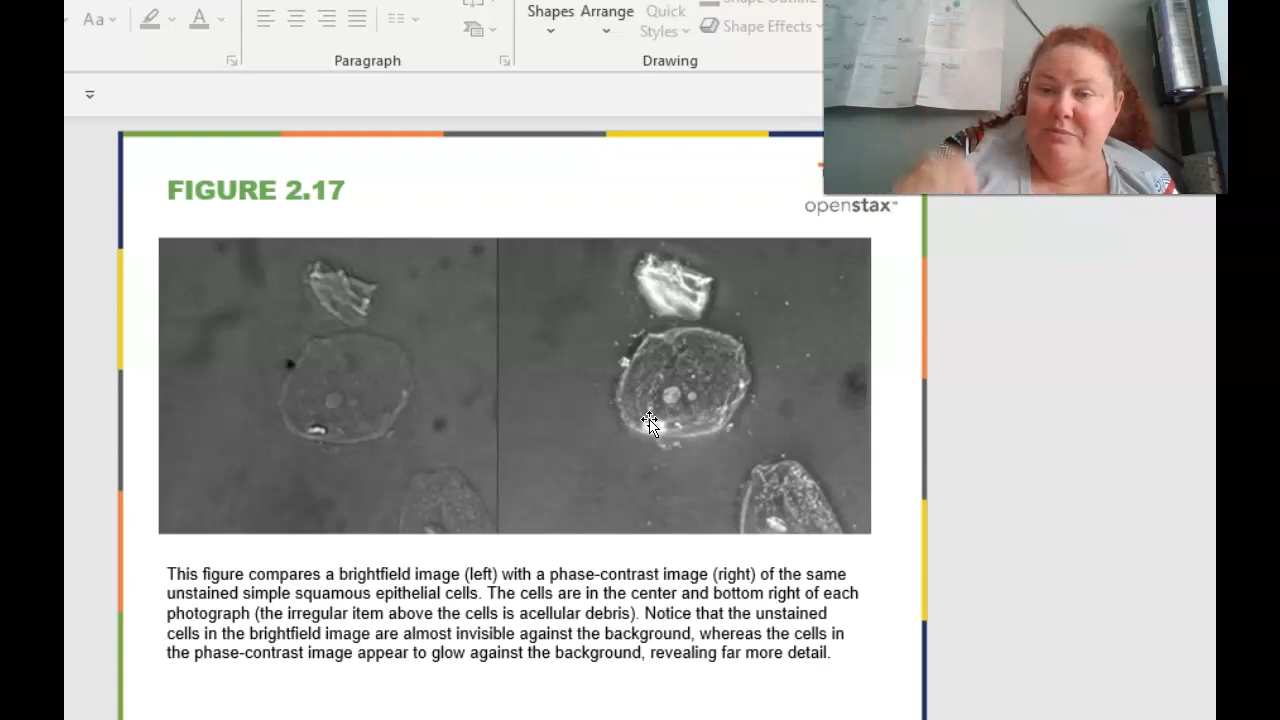 Aa
A
Shapes Arrange Quick Styles
Shape Outline
Shape Effects
Paragraph
Drawing
FIGURE 2.17
openstax™
This figure compares a brightfield image (left) with a phase-contrast image (right) of the same
unstained simple squamous epithelial cells. The cells are in the center and bottom right of each
photograph (the irregular item above the cells is acellular debris). Notice that the unstained
cells in the brightfield image are almost invisible against the background, whereas the cells in
the phase-contrast image appear to glow against the background, revealing far more detail.